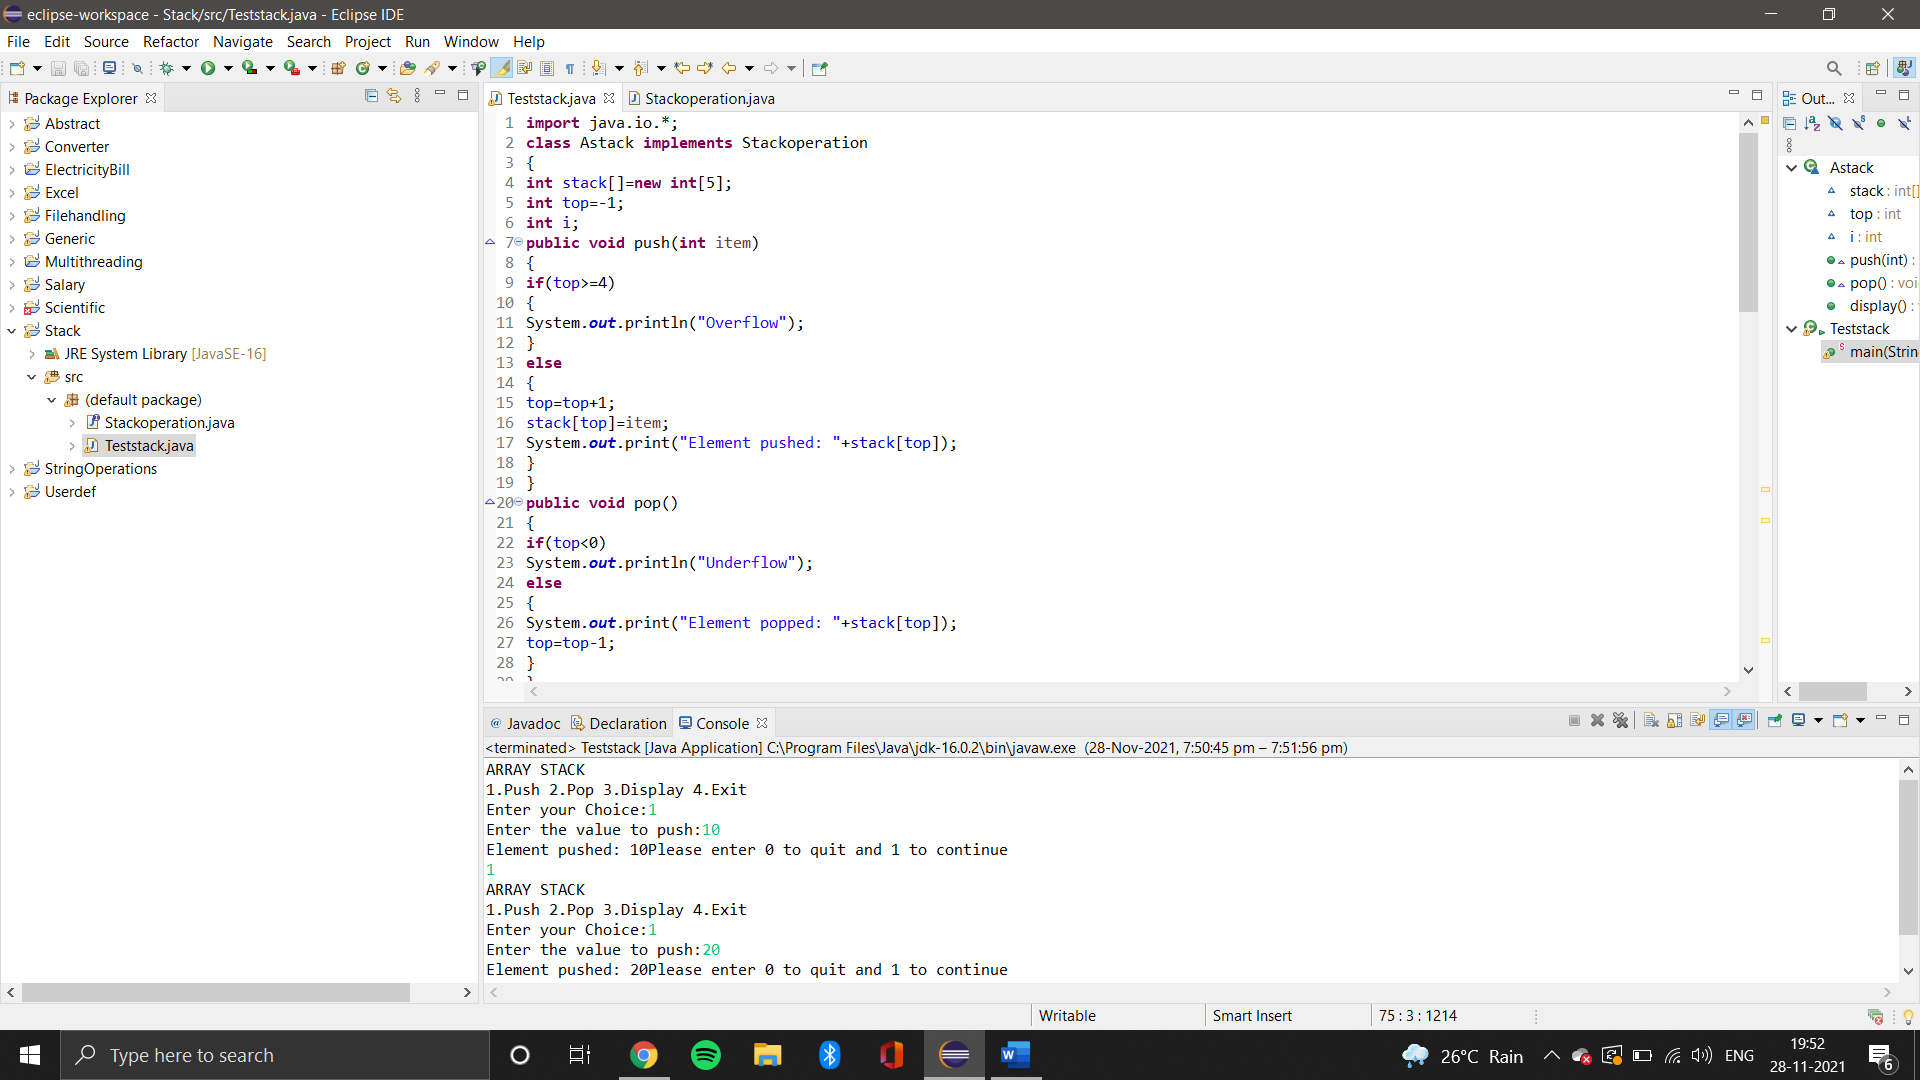 eclipse-workspace - Stack/src/Teststack.java - Eclipse IDE
File Edit Source Refactor Navigate Search Project Run Window Help
Package Explorer
Abstract
Converter
ElectricityBill
Excel
Filehandling
Generic
Multithreading
Salary
Scientific
Stack
JRE System Library [JavaSE-16]
src
(default package)
Stackoperation.java
Teststack.java
StringOperations
Userdef
Teststack.java Stackoperation.java
1 import java.io.*;
2 class Astack implements Stackoperation
3 {
4 int stack[]=new int[5];
5 int top=-1;
6 int i;
7 public void push(int item)
8 {
9 if(top>=4)
10 {
11 System.out.println("Overflow");
12 }
13 else
14 {
15 top=top+1;
16 stack[top]=item;
17 System.out.print("Element pushed: "+stack[top]);
18 }
19 }
20 public void pop()
21 {
22 if(top<0)
23 System.out.println("Underflow");
24 else
25 {
26 System.out.print("Element popped: "+stack[top]);
27 top=top-1;
28 }
Out...
Astack
stack : int[]
top : int
i : int
push(int) :
pop() : voi
display() :
Teststack
main(Strin
Javadoc Declaration Console
<terminated> Teststack [Java Application] C:\Program Files\Java\jdk-16.0.2\bin\javaw.exe (28-Nov-2021, 7:50:45 pm – 7:51:56 pm)
ARRAY STACK
1.Push 2.Pop 3.Display 4.Exit
Enter your Choice:1
Enter the value to push:10
Element pushed: 10Please enter 0 to quit and 1 to continue
1
ARRAY STACK
1.Push 2.Pop 3.Display 4.Exit
Enter your Choice:1
Enter the value to push:20
Element pushed: 20Please enter 0 to quit and 1 to continue
Writable Smart Insert 75 : 3 : 1214
Type here to search
26°C Rain ENG
19:52
28-11-2021
6